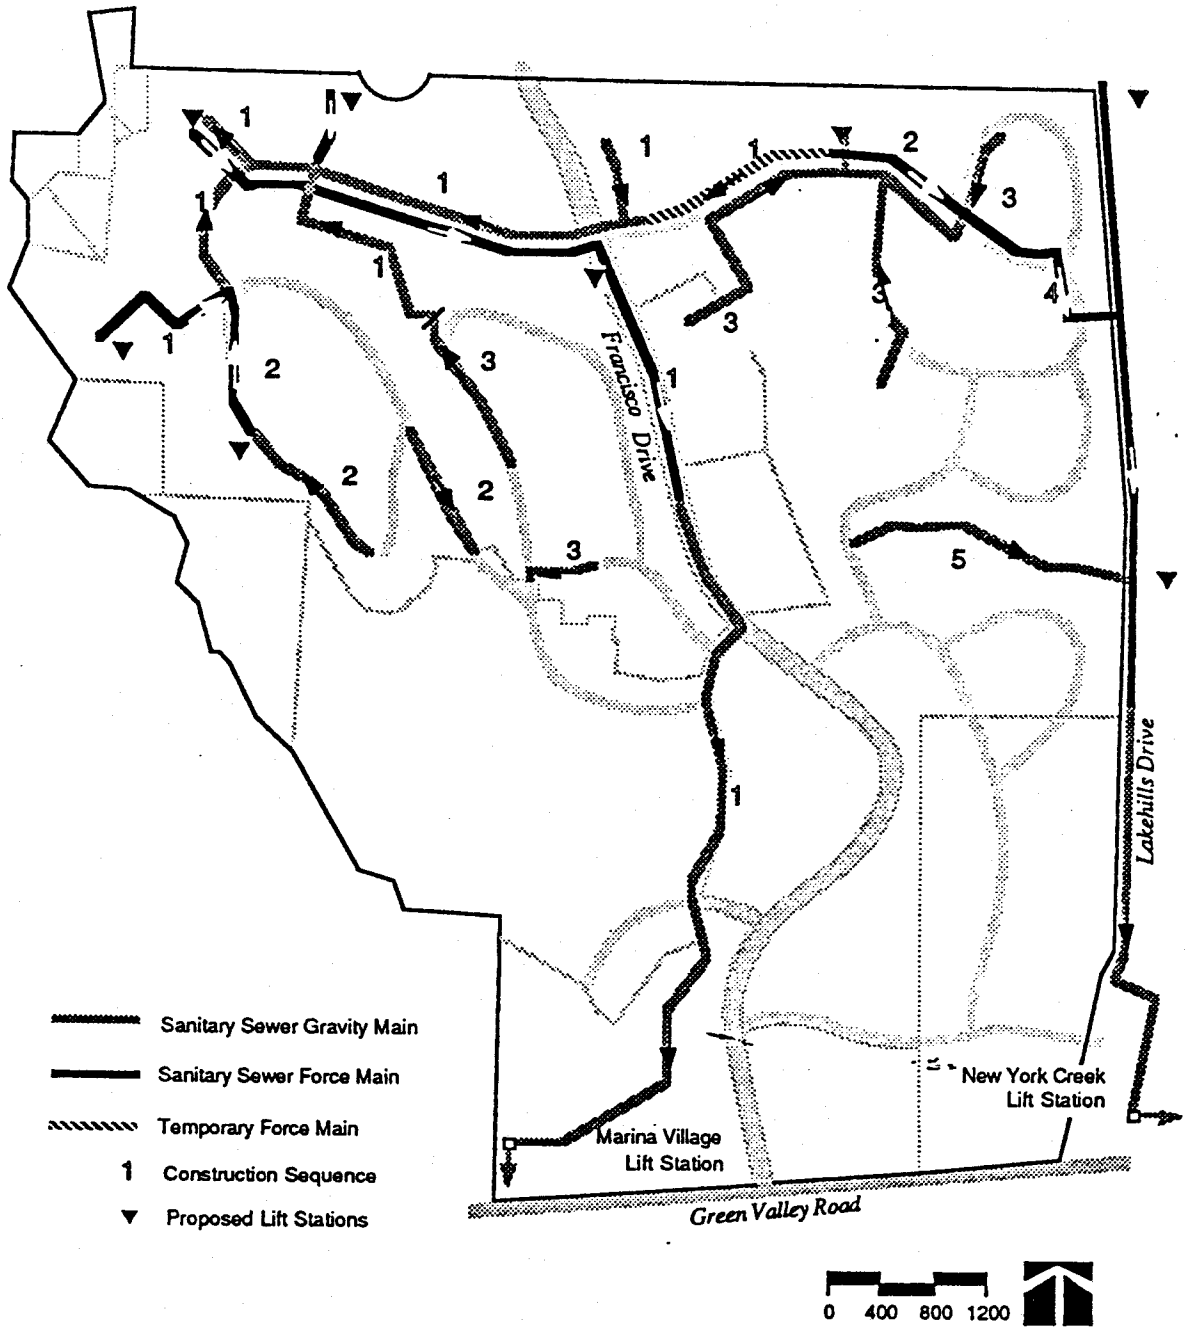 1
1
1
1
2
3
1
1
4
3
3
1
2
3
1
Francisco Drive
2
2
3
5
1
Lakehills Drive
Sanitary Sewer Gravity Main
Sanitary Sewer Force Main
Temporary Force Main
1 Construction Sequence
Proposed Lift Stations
New York Creek
Lift Station
Marina Village
Lift Station
Green Valley Road
0 400 800 1200